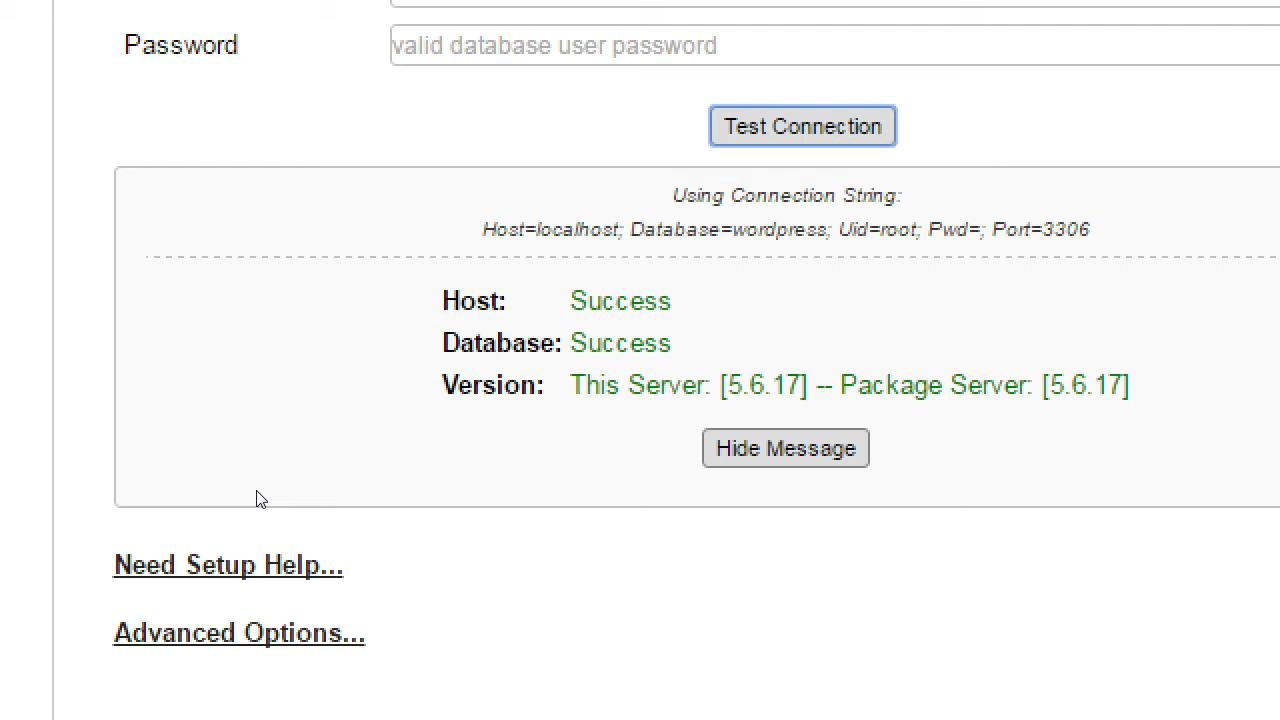 Password
valid database user password
Test Connection
Using Connection String:
Host=localhost; Database=wordpress; Uid=root; Pwd=; Port=3306
Host: Success
Database: Success
Version: This Server: [5.6.17] -- Package Server: [5.6.17]
Hide Message
Need Setup Help...
Advanced Options...